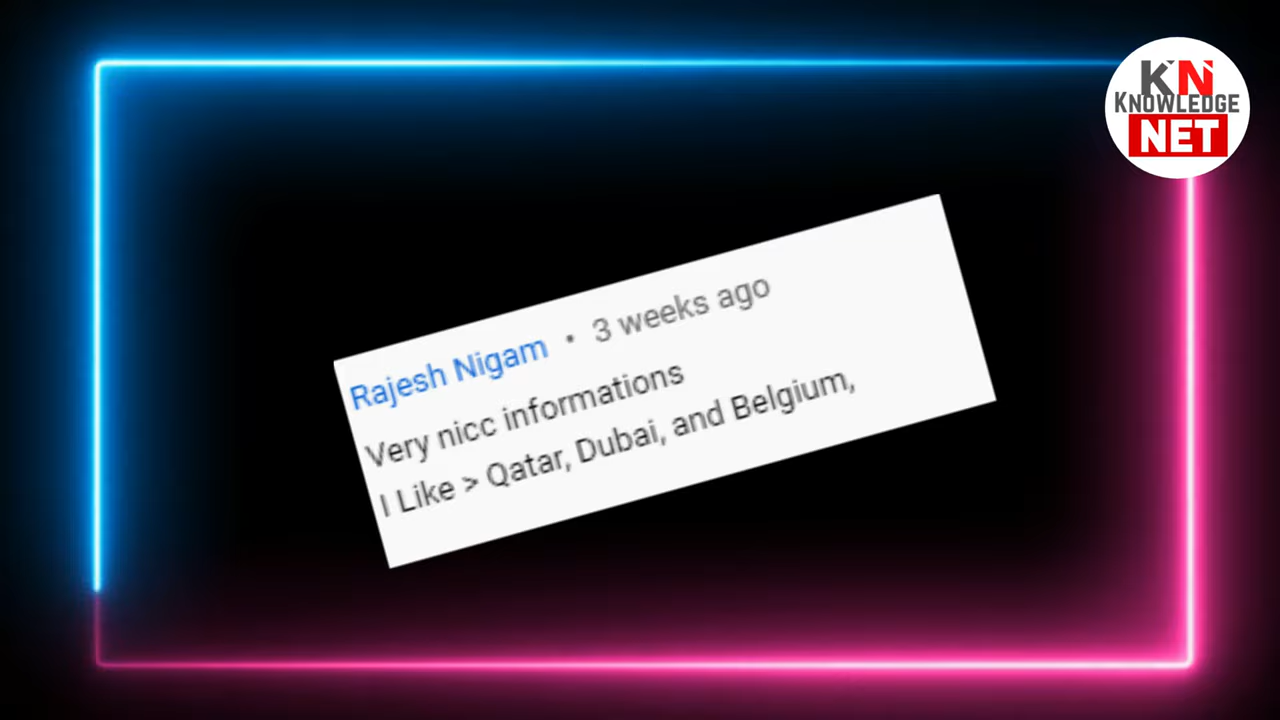 KN
KNOWLEDGE
NET
Rajesh Nigam • 3 weeks ago
Very nicc informations
I Like > Qatar, Dubai, and Belgium,